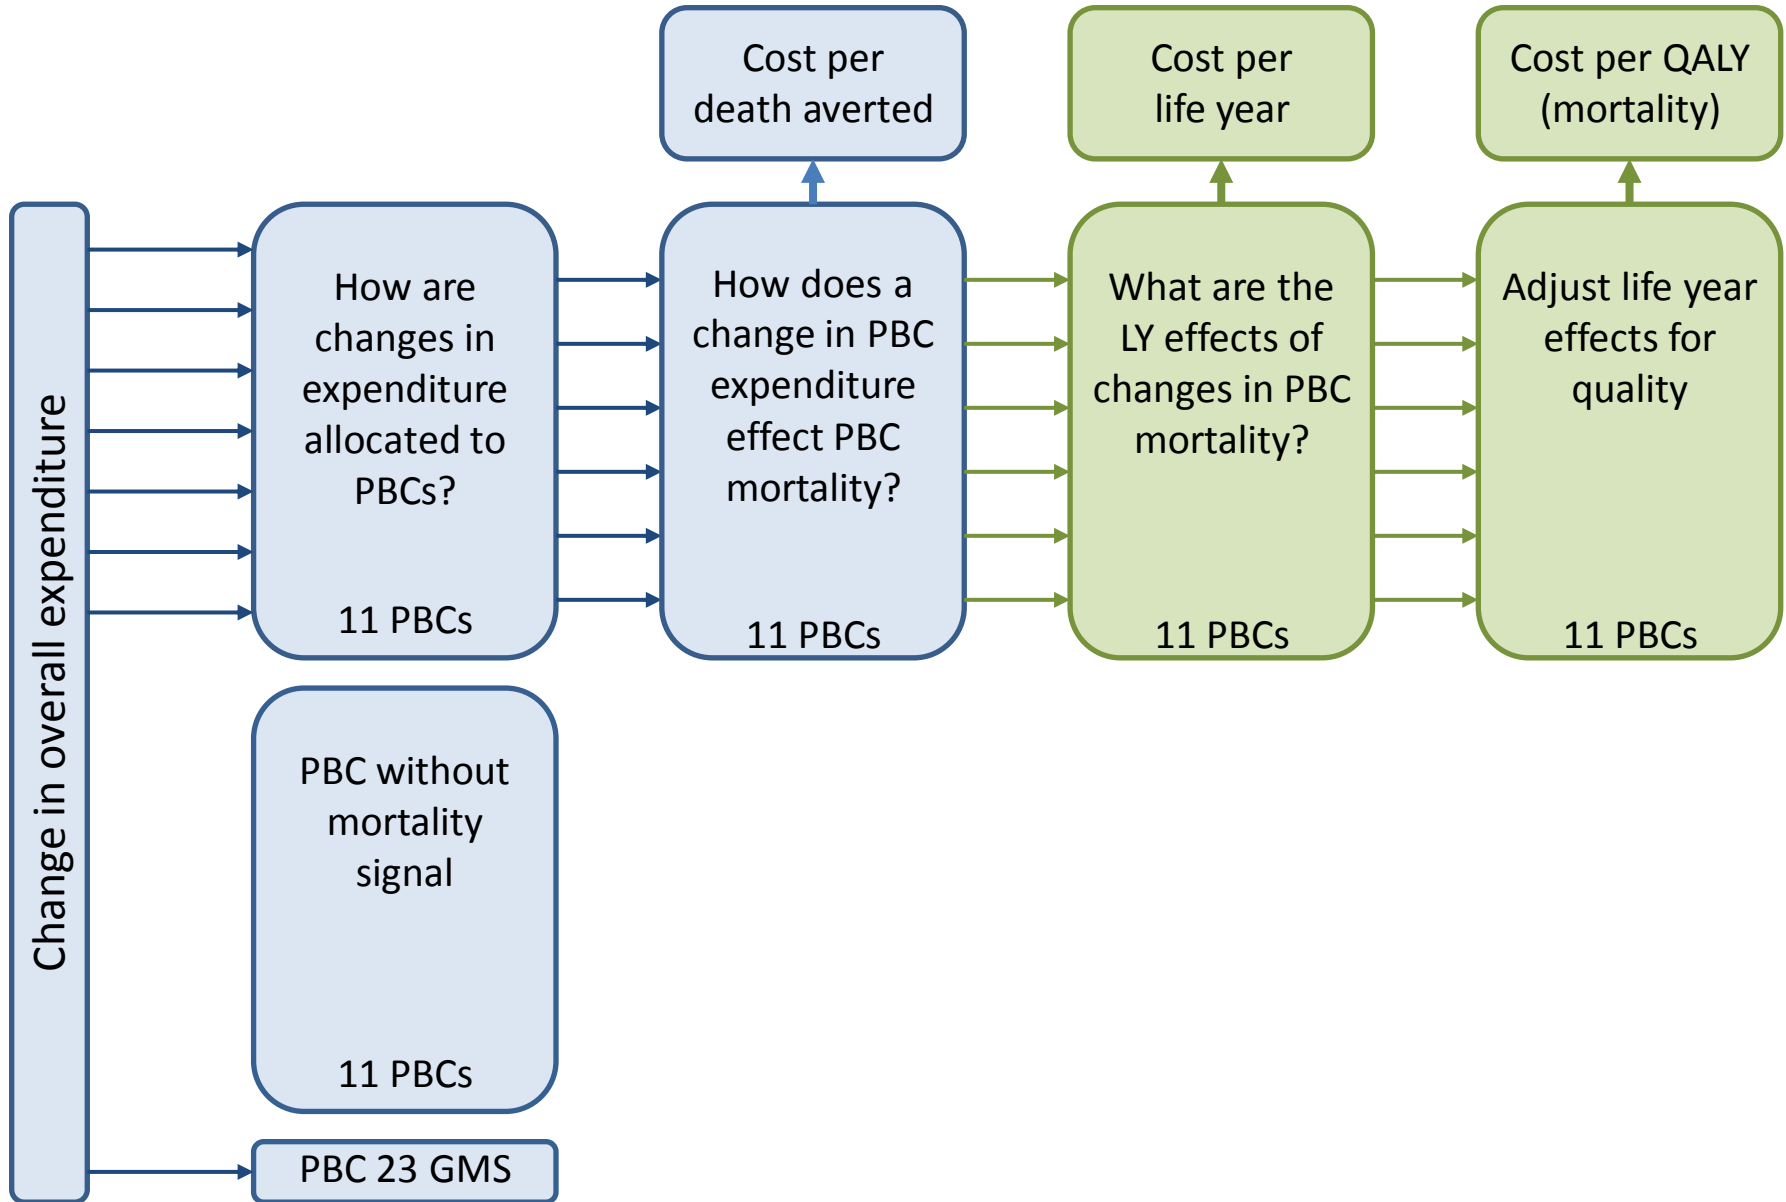 Change in overall expenditure
Cost per
death averted
Cost per
life year
Cost per QALY
(mortality)
How are
changes in
expenditure
allocated to
PBCs?
11 PBCs
How does a
change in PBC
expenditure
effect PBC
mortality?
11 PBCs
What are the
LY effects of
changes in PBC
mortality?
11 PBCs
Adjust life year
effects for
quality
11 PBCs
PBC without
mortality
signal
11 PBCs
PBC 23 GMS